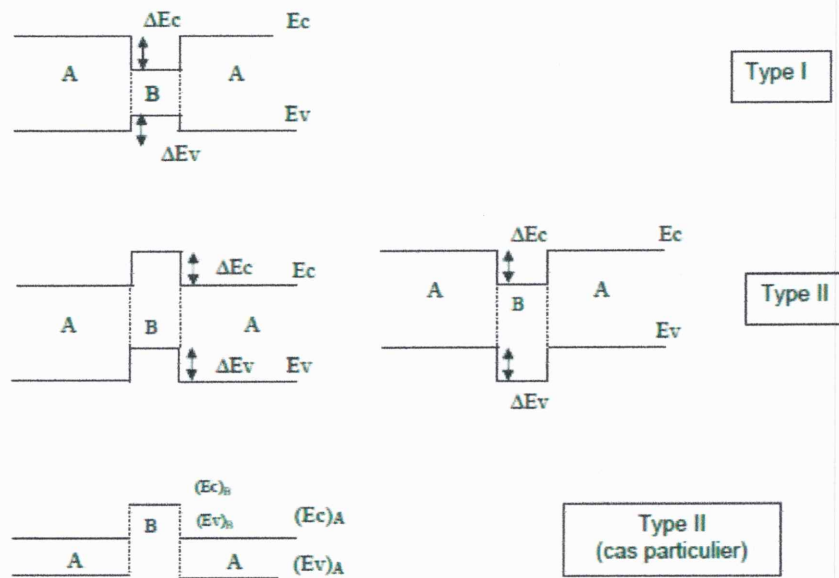 ΔEc
Ec
A
A
B
Ev
ΔEv
Type I
ΔEc
Ec
A
B
A
ΔEv
Ev
ΔEc
Ec
A
B
A
Ev
ΔEv
Type II
(Ec)B
B
(Ev)B
(Ec)A
A
A
(Ev)A
Type II
(cas particulier)